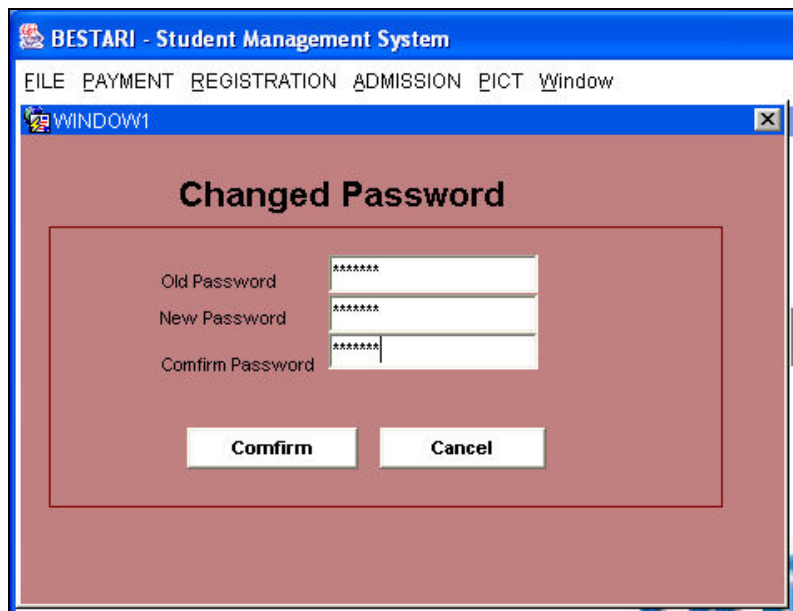 BESTARI - Student Management System
FILE PAYMENT REGISTRATION ADMISSION PICT Window
WINDOW1
Changed Password
Old Password *******
New Password *******
Comfirm Password *******
Comfirm Cancel